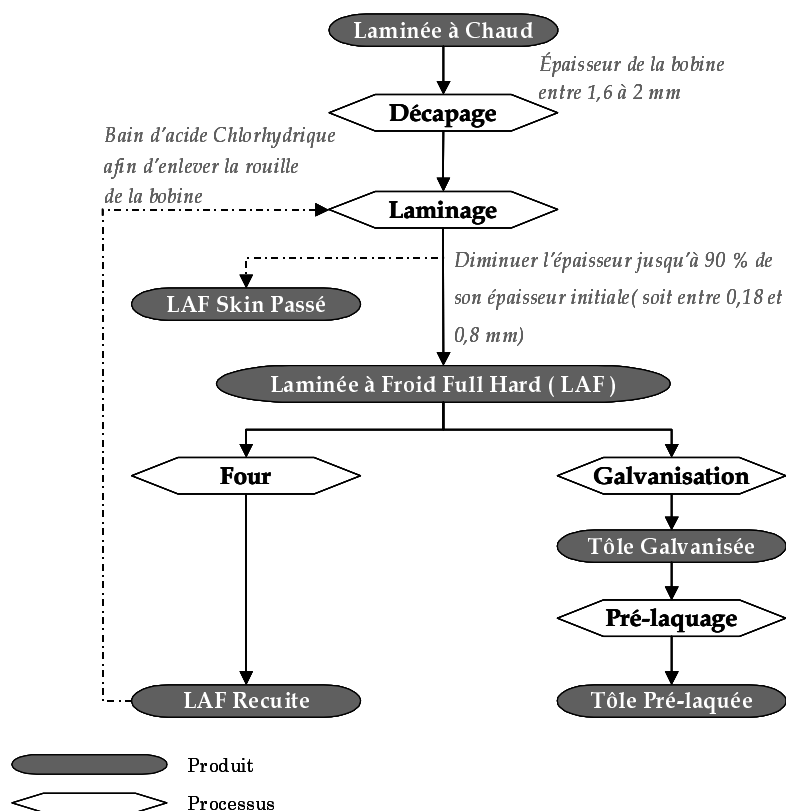 Laminée à Chaud
Épaisseur de la bobine
entre 1,6 à 2 mm
Décapage
Bain d'acide Chlorhydrique
afin d'enlever la rouille
de la bobine
Laminage
Diminuer l'épaisseur jusqu'à 90 % de
son épaisseur initiale( soit entre 0,18 et
0,8 mm)
LAF Skin Passé
Laminée à Froid Full Hard ( LAF )
Four
Galvanisation
Tôle Galvanisée
Pré-laquage
LAF Recuite
Tôle Pré-laquée
Produit
Processus